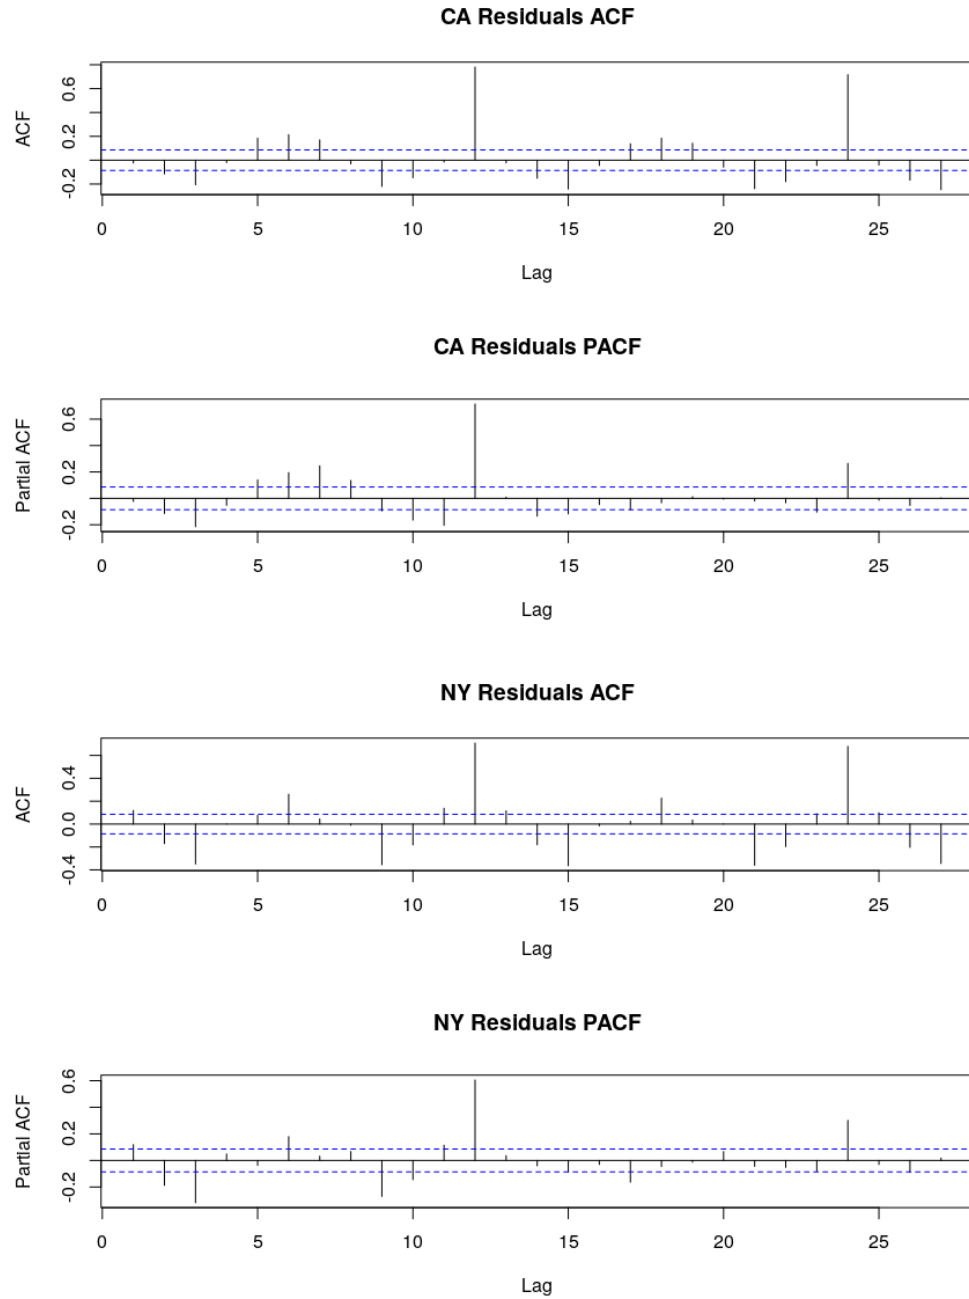 CA Residuals ACF
ACF
0.6
0.2
-0.2
0 5 10 15 20 25
Lag
CA Residuals PACF
Partial ACF
0.6
0.2
-0.2
0 5 10 15 20 25
Lag
NY Residuals ACF
ACF
0.4
0.0
-0.4
0 5 10 15 20 25
Lag
NY Residuals PACF
Partial ACF
0.6
0.2
-0.2
0 5 10 15 20 25
Lag